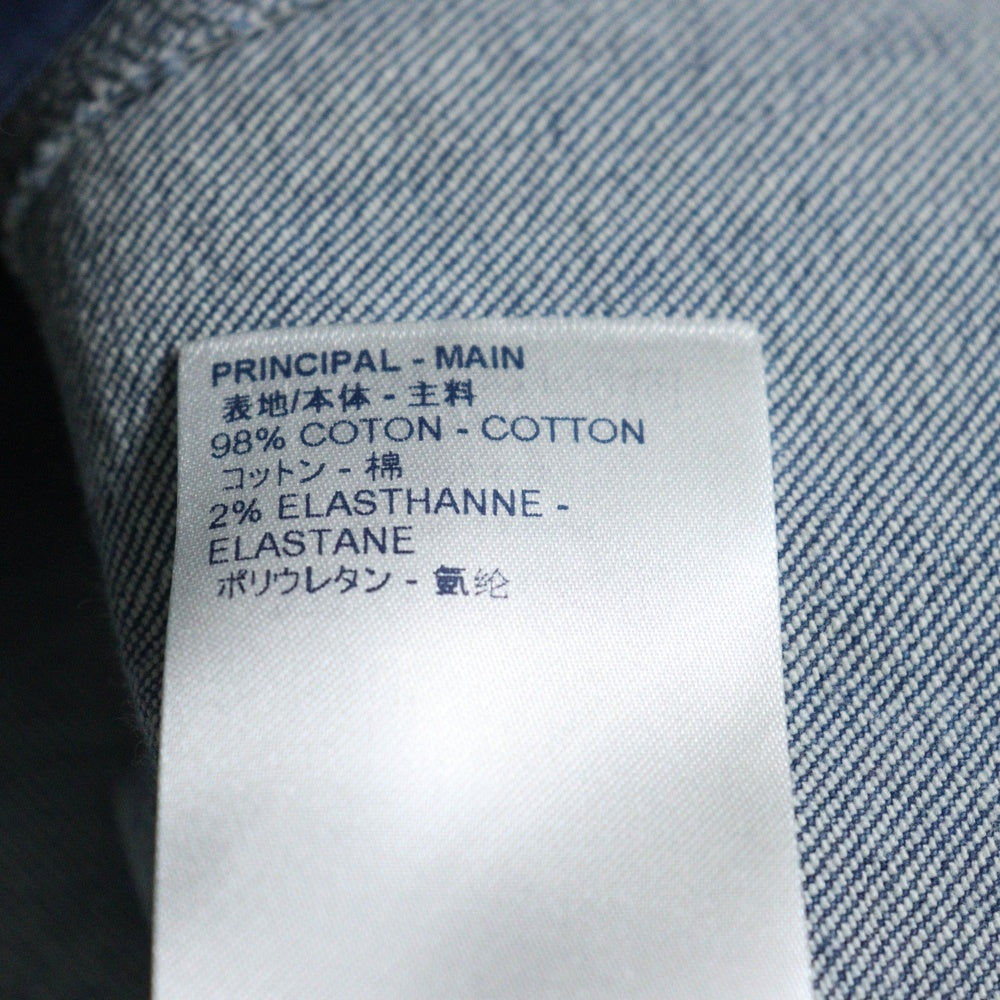 PRINCIPAL - MAIN
表地/本体 - 主料
98% COTON - COTTON
コットン - 棉
2% ELASTHANNE -
ELASTANE
ポリウレタン - 氨纶